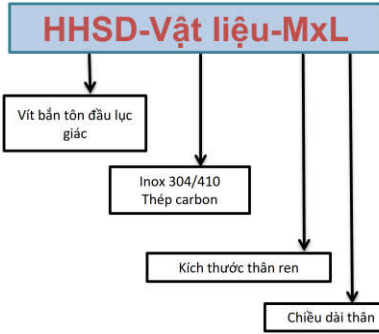 HHSD-Vật liệu-MxL
Vít bắn tôn đầu lục
giác
Inox 304/410
Thép carbon
Kích thước thân ren
Chiều dài thân